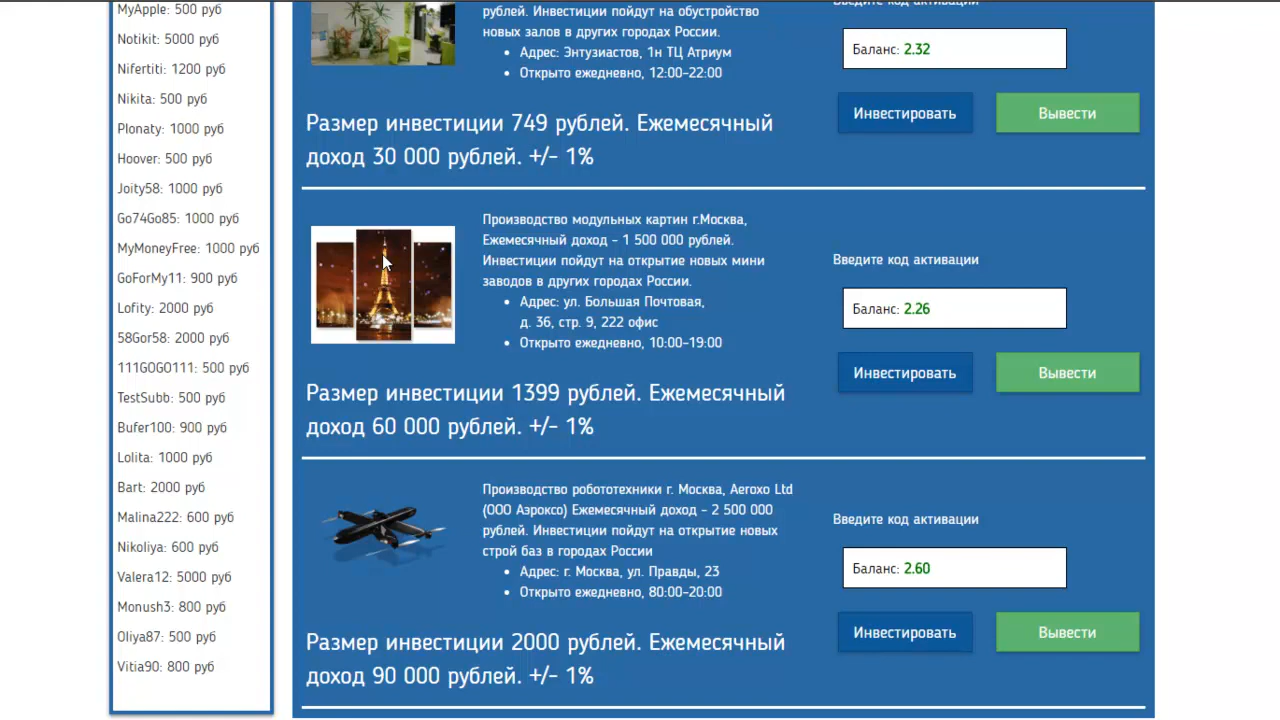 MyApple: 500 руб
Notikit: 5000 руб
Nifertiti: 1200 руб
Nikita: 500 руб
Plonaty: 1000 руб
Hoover: 500 руб
Joity58: 1000 руб
Go74Go85: 1000 руб
MyMoneyFree: 1000 руб
GoForMy11: 900 руб
Lofity: 2000 руб
58Gor58: 2000 руб
111GOGO111: 500 руб
TestSubb: 500 руб
Bufer100: 900 руб
Lolita: 1000 руб
Bart: 2000 руб
Malina222: 600 руб
Nikoliya: 600 руб
Valera12: 5000 руб
Monush3: 800 руб
Oliya87: 500 руб
Vitia90: 800 руб
рублей. Инвестиции пойдут на обустройство
новых залов в других городах России.
• Адрес: Энтузиастов, 1н ТЦ Атриум
• Открыто ежедневно, 12:00-22:00
Введите код активации
Баланс: 2.32
Инвестировать
Вывести
Размер инвестиции 749 рублей. Ежемесячный
доход 30 000 рублей. +/- 1%
Производство модульных картин г.Москва,
Ежемесячный доход - 1 500 000 рублей.
Инвестиции пойдут на открытие новых мини
заводов в других городах России.
• Адрес: ул. Большая Почтовая,
д. 36, стр. 9, 222 офис
• Открыто ежедневно, 10:00-19:00
Введите код активации
Баланс: 2.26
Инвестировать
Вывести
Размер инвестиции 1399 рублей. Ежемесячный
доход 60 000 рублей. +/- 1%
Производство робототехники г. Москва, Aeroxo Ltd
(ООО Аэроксо) Ежемесячный доход - 2 500 000
рублей. Инвестиции пойдут на открытие новых
строй баз в городах России
• Адрес: г. Москва, ул. Правды, 23
• Открыто ежедневно, 80:00-20:00
Введите код активации
Баланс: 2.60
Инвестировать
Вывести
Размер инвестиции 2000 рублей. Ежемесячный
доход 90 000 рублей. +/- 1%